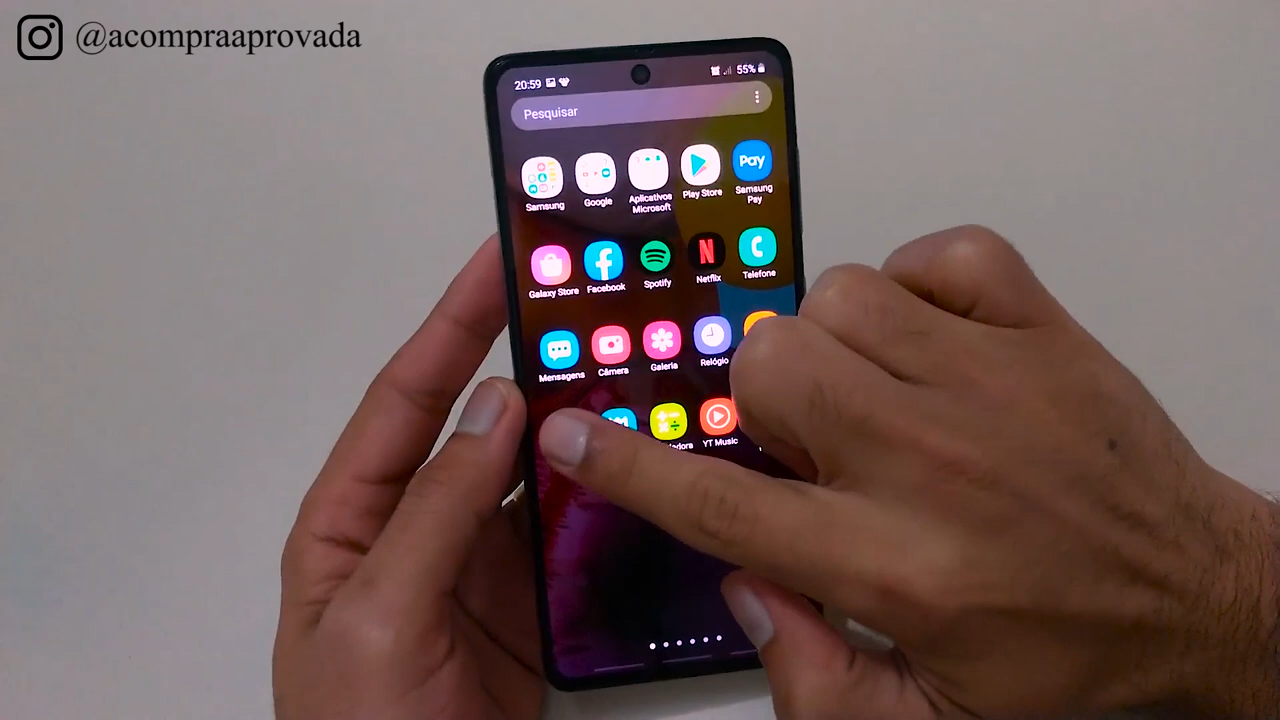 @acompraaprovada
20:59
55%
Pesquisar
Samsung
Google
Aplicativos
Microsoft
Play Store
Pay
Samsung
Pay
Galaxy Store
Facebook
Spotify
N
Netflix
Telefone
Mensagens
Câmera
Galeria
Relógio
YT Music